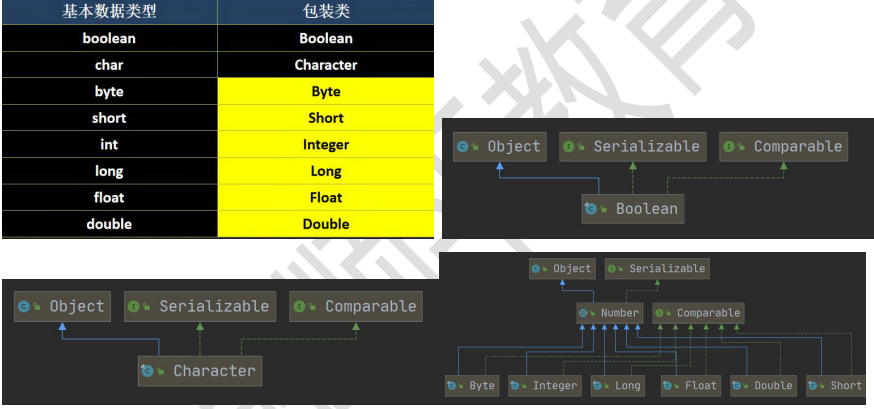 基本数据类型 包装类
boolean Boolean
char Character
byte Byte
short Short
int Integer
long Long
float Float
double Double
Object Serializable Comparable
Boolean
Object Serializable Comparable
Character
Object Serializable
Number Comparable
Byte Integer Long Float Double Short